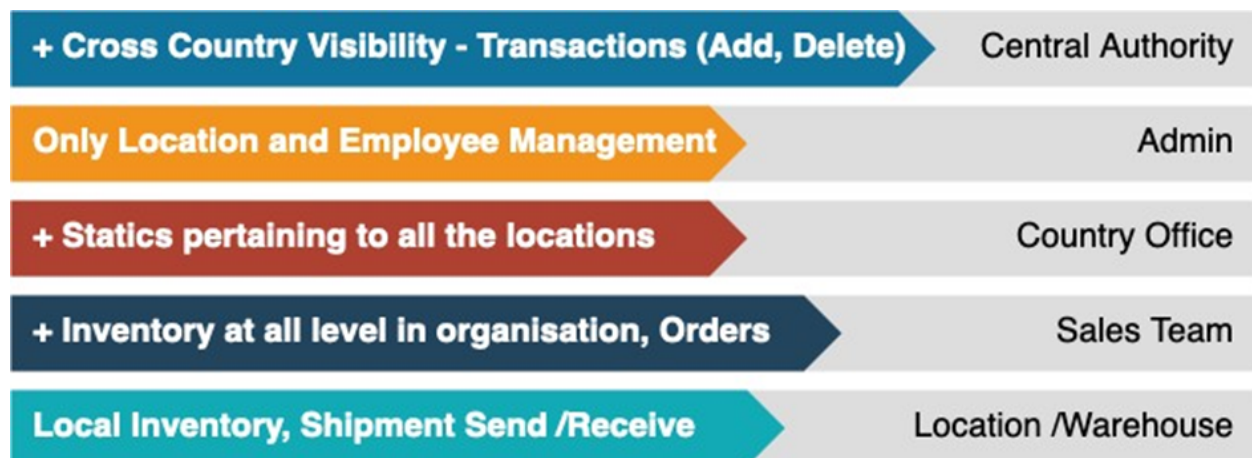 + Cross Country Visibility - Transactions (Add, Delete) Central Authority
Only Location and Employee Management Admin
+ Statics pertaining to all the locations Country Office
+ Inventory at all level in organisation, Orders Sales Team
Local Inventory, Shipment Send /Receive Location /Warehouse